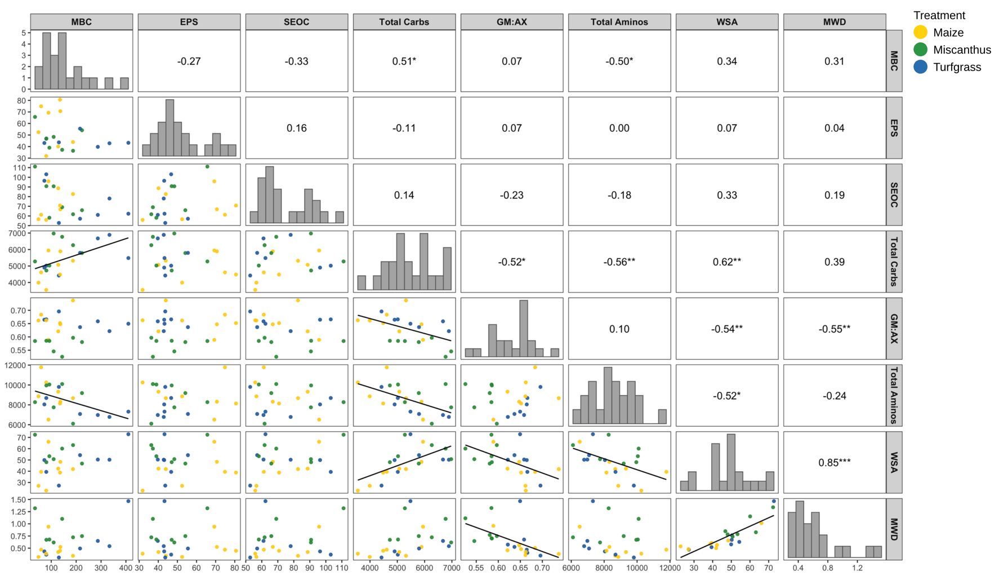 MBC EPS SEOC Total Carbs GM:AX Total Aminos WSA MWD
Treatment
Maize
Miscanthus
Turfgrass
5
4
3
2
1
0
-0.27 -0.33 0.51* 0.07 -0.50* 0.34 0.31
MBC
80
70
60
50
40
30
0.16 -0.11 0.07 0.00 0.07 0.04
EPS
110
100
90
80
70
60
50
0.14 -0.23 -0.18 0.33 0.19
SEOC
7000
6000
5000
4000
-0.52* -0.56** 0.62** 0.39
Total Carbs
0.70
0.65
0.60
0.55
0.10 -0.54** -0.55**
GM:AX
12000
10000
8000
6000
-0.52* -0.24
Total Aminos
70
60
50
40
30
0.85***
WSA
1.50
1.25
1.00
0.75
0.50
MWD
100 200 300 400 30 40 50 60 70 80 50 60 70 80 90 100 110 4000 5000 6000 7000 0.55 0.60 0.65 0.70 6000 8000 10000 12000 30 40 50 60 70 0.4 0.8 1.2